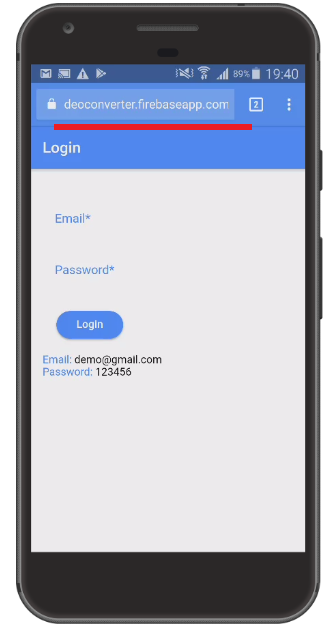 89% 19:40
deoconverter.firebaseapp.com
2
Login
Email*
Password*
Login
Email: demo@gmail.com
Password: 123456